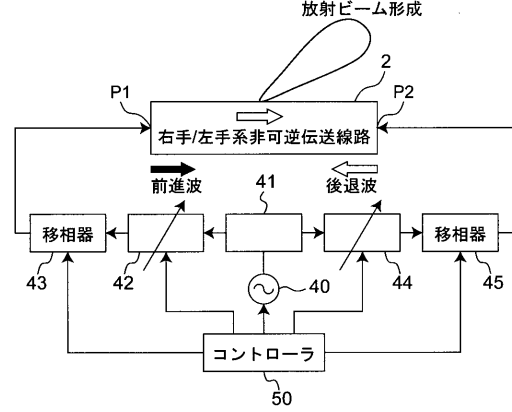 放射ビーム形成
2
P1
P2
右手/左手系非可逆伝送線路
前進波
後退波
41
移相器
移相器
43
42
40
44
45
コントローラ
50